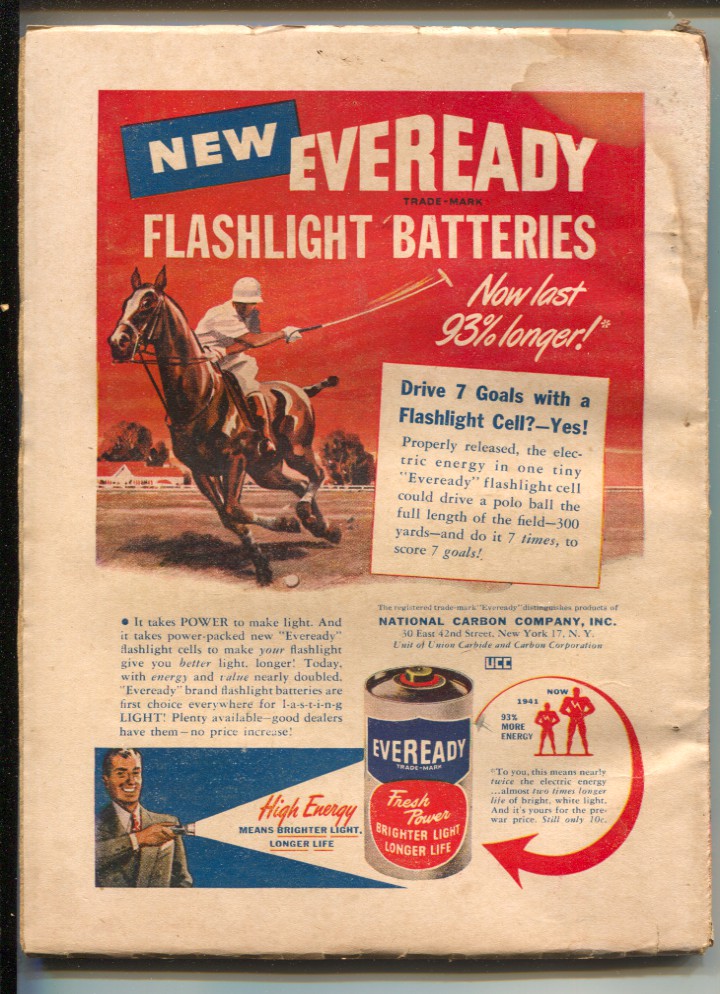 NEW EVEREADY
TRADE-MARK
FLASHLIGHT BATTERIES
Now last
93% longer!*
Drive 7 Goals with a
Flashlight Cell?—Yes!
Properly released, the elec-
tric energy in one tiny
"Eveready" flashlight cell
could drive a polo ball the
full length of the field—300
yards—and do it 7 times, to
score 7 goals!
• It takes POWER to make light. And
it takes power-packed new "Eveready"
flashlight cells to make your flashlight
give you better light, longer! Today,
with energy and value nearly doubled,
"Eveready" brand flashlight batteries are
first choice everywhere for l-a-s-t-i-n-g
LIGHT! Plenty available—good dealers
have them—no price increase!
The registered trade-mark "Eveready" distinguishes products of
NATIONAL CARBON COMPANY, INC.
30 East 42nd Street, New York 17, N. Y.
Unit of Union Carbide and Carbon Corporation
UCC
EVEREADY
TRADE-MARK
Fresh
Power
BRIGHTER LIGHT
LONGER LIFE
NOW
1941
93%
MORE
ENERGY
*To you, this means nearly
twice the electric energy
...almost two times longer
life of bright, white light.
And it's yours for the pre-
war price. Still only 10c.
High Energy
MEANS BRIGHTER LIGHT,
LONGER LIFE